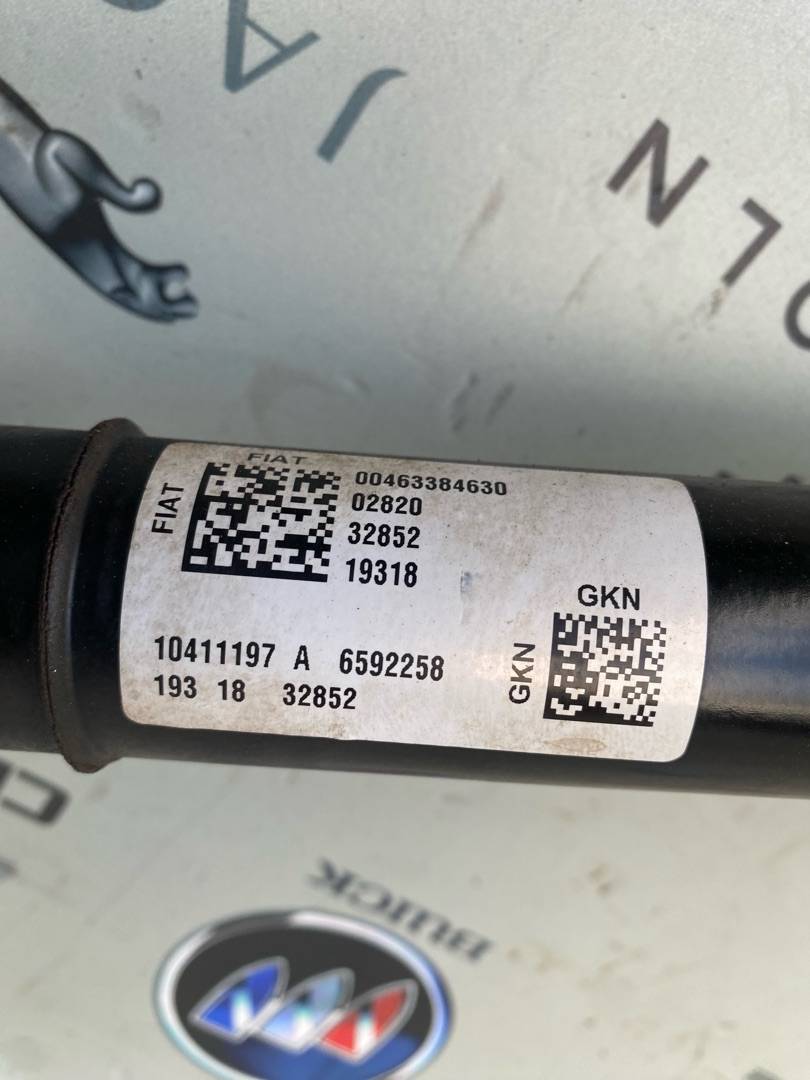 FIAT
FIAT
00463384630
02820
32852
19318
GKN
GKN
10411197 A 6592258
193 18 32852
BUICK